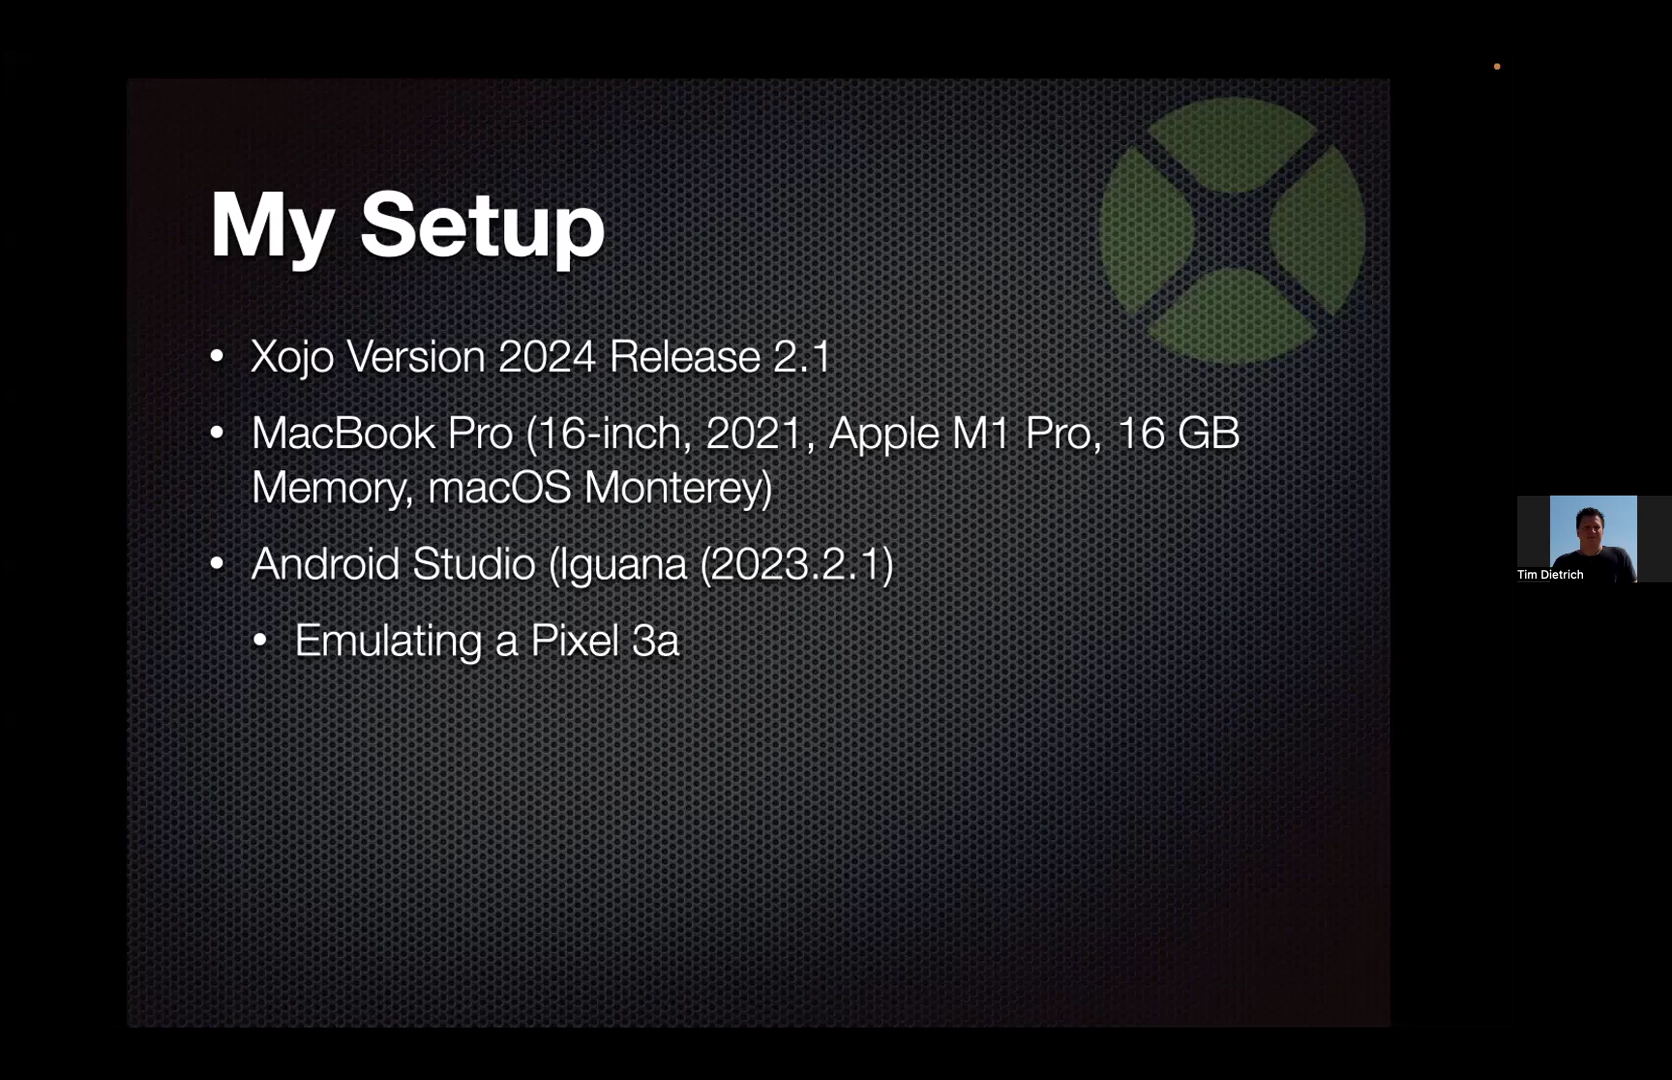 My Setup
• Xojo Version 2024 Release 2.1
• MacBook Pro (16-inch, 2021, Apple M1 Pro, 16 GB
Memory, macOS Monterey)
• Android Studio (Iguana (2023.2.1)
• Emulating a Pixel 3a
Tim Dietrich